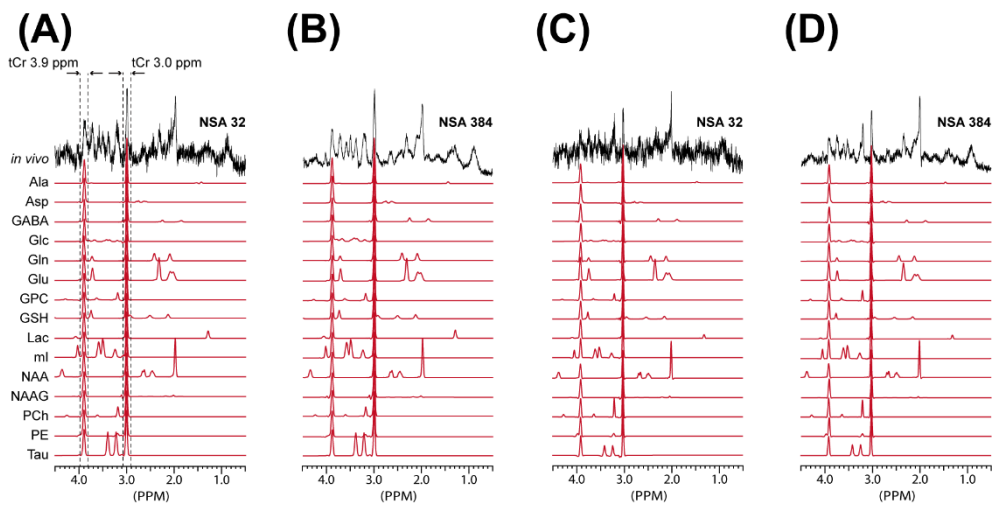 (A) (B) (C) (D)
tCr 3.9 ppm tCr 3.0 ppm
NSA 32 NSA 384 NSA 32 NSA 384
in vivo
Ala
Asp
GABA
Glc
Gln
Glu
GPC
GSH
Lac
mI
NAA
NAAG
PCh
PE
Tau
4.0 3.0 2.0 1.0 4.0 3.0 2.0 1.0 4.0 3.0 2.0 1.0 4.0 3.0 2.0 1.0
(PPM) (PPM) (PPM) (PPM)